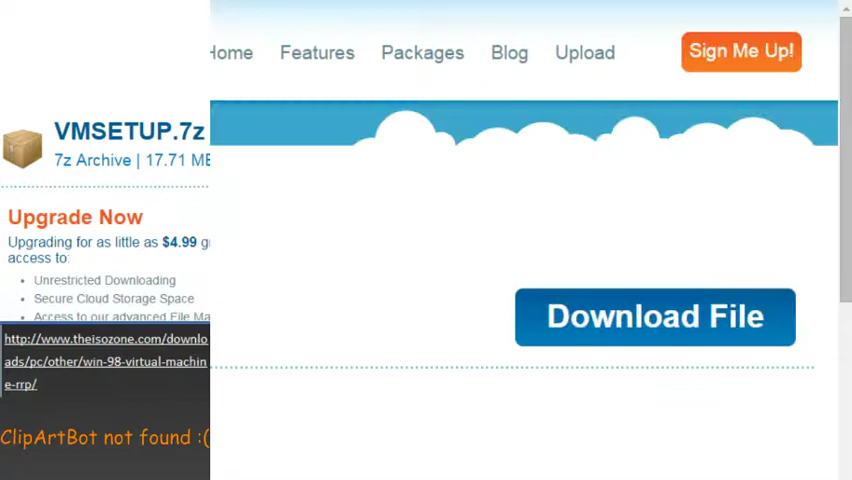 Home Features Packages Blog Upload Sign Me Up!
VMSETUP.7z
7z Archive | 17.71 ME
Upgrade Now
Upgrading for as little as $4.99 g
access to:
• Unrestricted Downloading
• Secure Cloud Storage Space
• Access to our advanced File Ma
Download File
http://www.theisozone.com/downlo
ads/pc/other/win-98-virtual-machin
e-rrp/
ClipArtBot not found :(